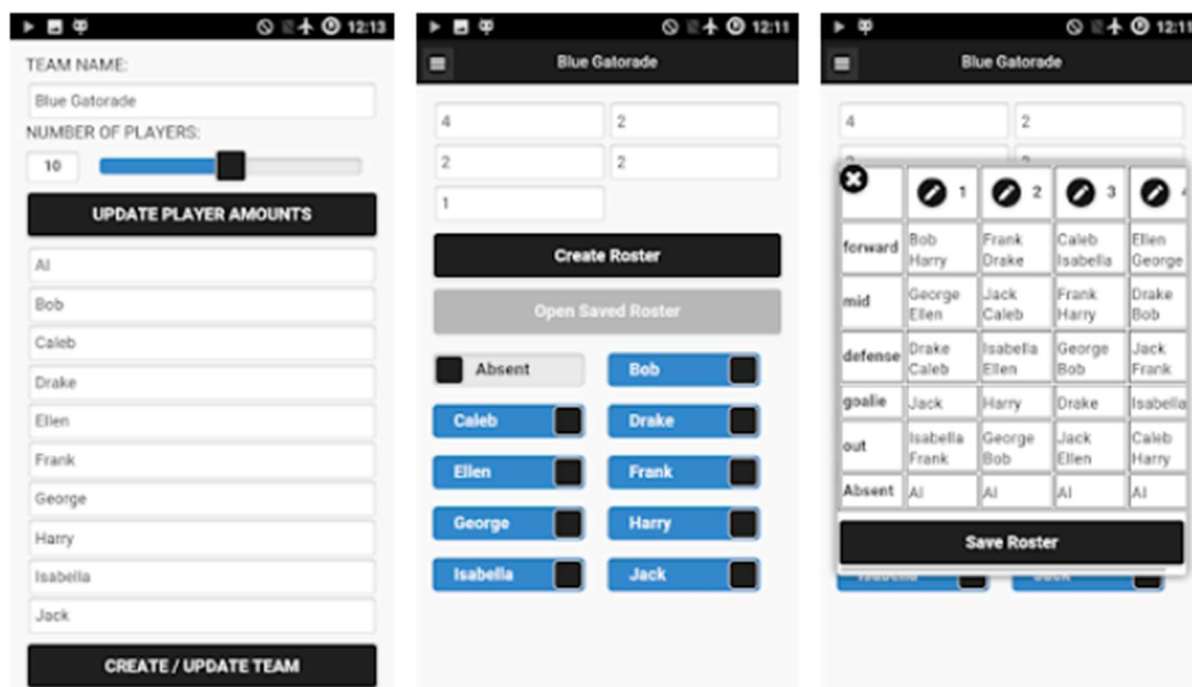 12:13
TEAM NAME:
Blue Gatorade
NUMBER OF PLAYERS:
10
UPDATE PLAYER AMOUNTS
Al
Bob
Caleb
Drake
Ellen
Frank
George
Harry
Isabella
Jack
CREATE / UPDATE TEAM
12:11
Blue Gatorade
4 2
2 2
1
Create Roster
Open Saved Roster
Absent Bob
Caleb Drake
Ellen Frank
George Harry
Isabella Jack
12:11
Blue Gatorade
4 2
1 2 3 4
forward Bob Frank Caleb Ellen
Harry Drake Isabella George
mid George Jack Frank Drake
Ellen Caleb Harry Bob
defense Drake Isabella George Jack
Caleb Ellen Bob Frank
goalie Jack Harry Drake Isabella
out Isabella George Jack Caleb
Frank Bob Ellen Harry
Absent Al Al Al Al
Save Roster